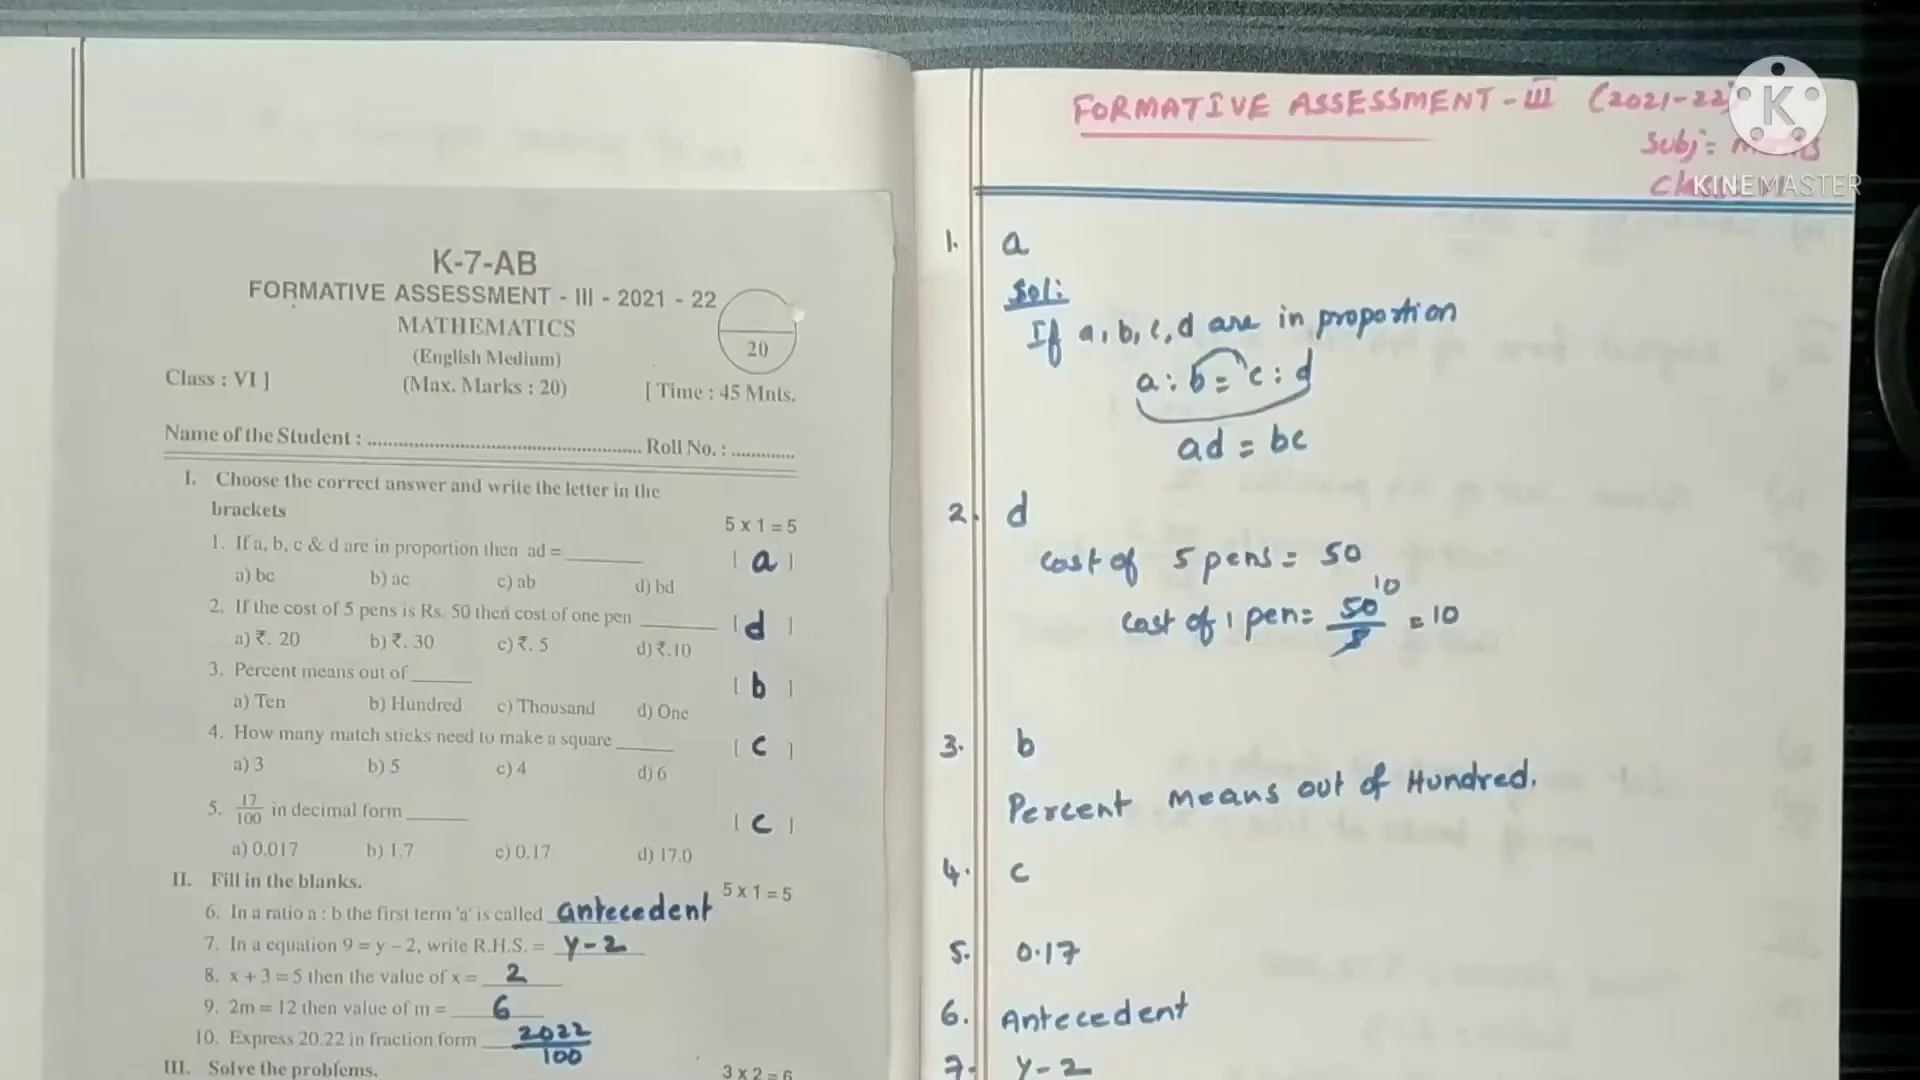 K-7-AB
FORMATIVE ASSESSMENT - III - 2021 - 22
MATHEMATICS
(English Medium)
20
Class : VI ]
(Max. Marks : 20)
[ Time : 45 Mnts.
Name of the Student : ............................................... Roll No. : .............
I. Choose the correct answer and write the letter in the
brackets
5 x 1 = 5
1. If a, b, c & d are in proportion then ad = ________ [ a ]
a) bc b) ac c) ab d) bd
2. If the cost of 5 pens is Rs. 50 then cost of one pen ________ [ d ]
a) ₹. 20 b) ₹. 30 c) ₹. 5 d) ₹.10
3. Percent means out of ______ [ b ]
a) Ten b) Hundred c) Thousand d) One
4. How many match sticks need to make a square ______ [ c ]
a) 3 b) 5 c) 4 d) 6
5. 17/100 in decimal form ______ [ c ]
a) 0.017 b) 1.7 c) 0.17 d) 17.0
II. Fill in the blanks.
5 x 1 = 5
6. In a ratio a : b the first term 'a' is called antecedent
7. In a equation 9 = y – 2, write R.H.S. = y-2
8. x + 3 = 5 then the value of x = 2
9. 2m = 12 then value of m = 6
10. Express 20.22 in fraction form 2022/100
III. Solve the problems.
3 x 2 = 6
FORMATIVE ASSESSMENT - III (2021-22)
Subj:
K
KINEMASTER
1. a
Sol:
If a, b, c, d are in proportion
a : b = c : d
ad = bc
2. d
Cost of 5 pens = 50
Cost of 1 pen = 50/5 10 = 10
3. b
Percent Means out of Hundred.
4. c
5. 0.17
6. Antecedent
7. y-2